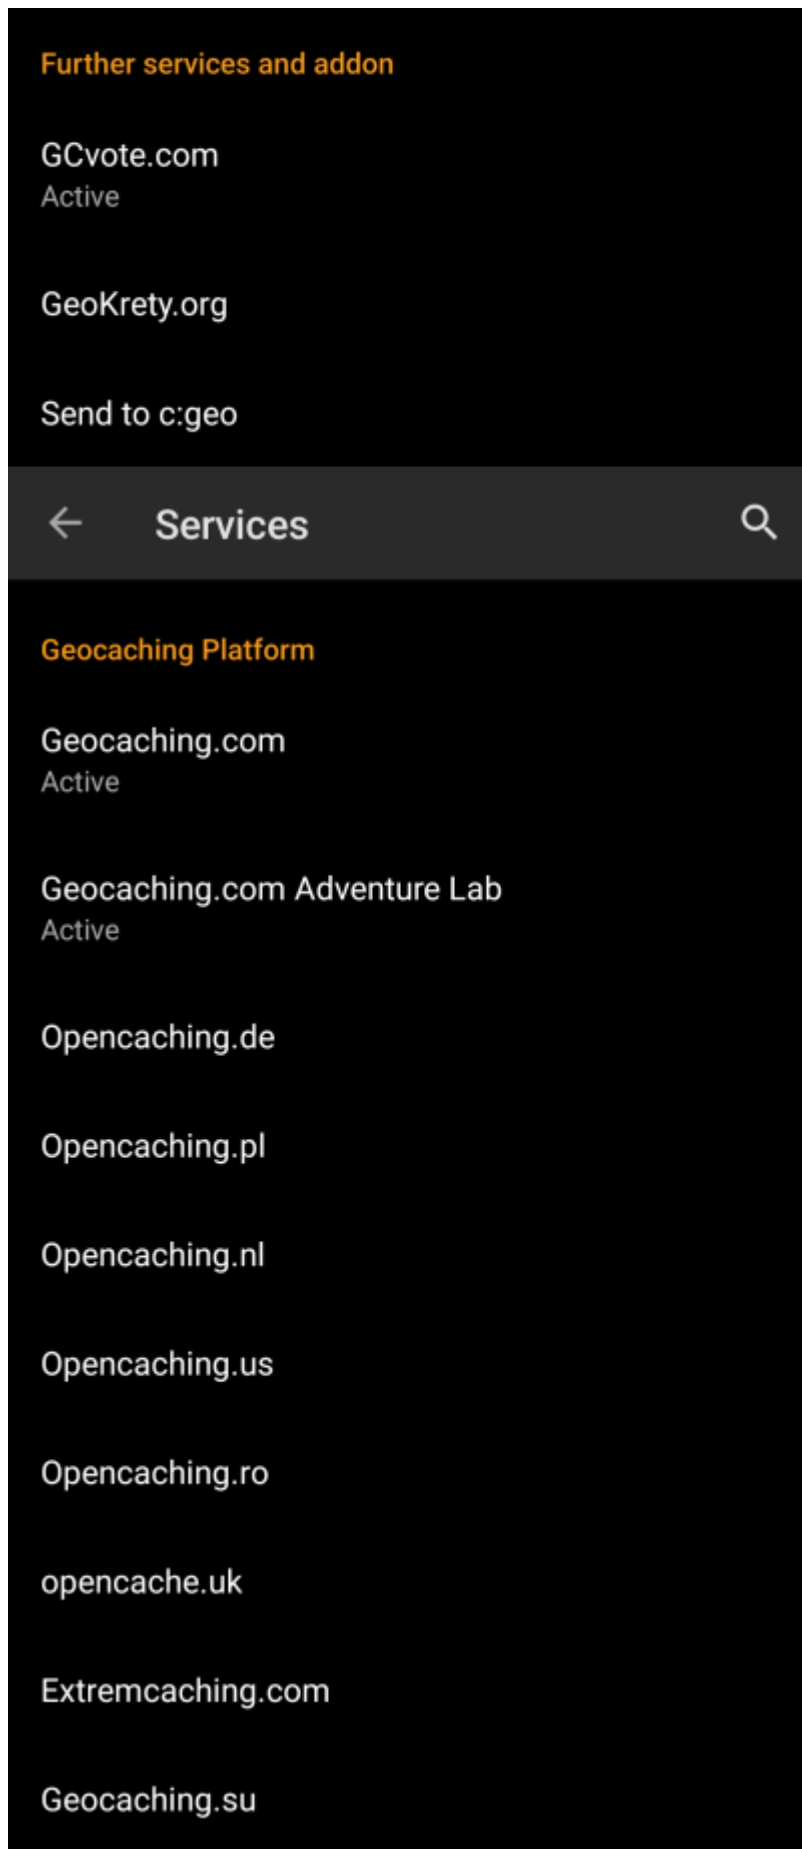 Further services and addon
GCvote.com
Active
GeoKrety.org
Send to c:geo
Services
Geocaching Platform
Geocaching.com
Active
Geocaching.com Adventure Lab
Active
Opencaching.de
Opencaching.pl
Opencaching.nl
Opencaching.us
Opencaching.ro
opencache.uk
Extremcaching.com
Geocaching.su